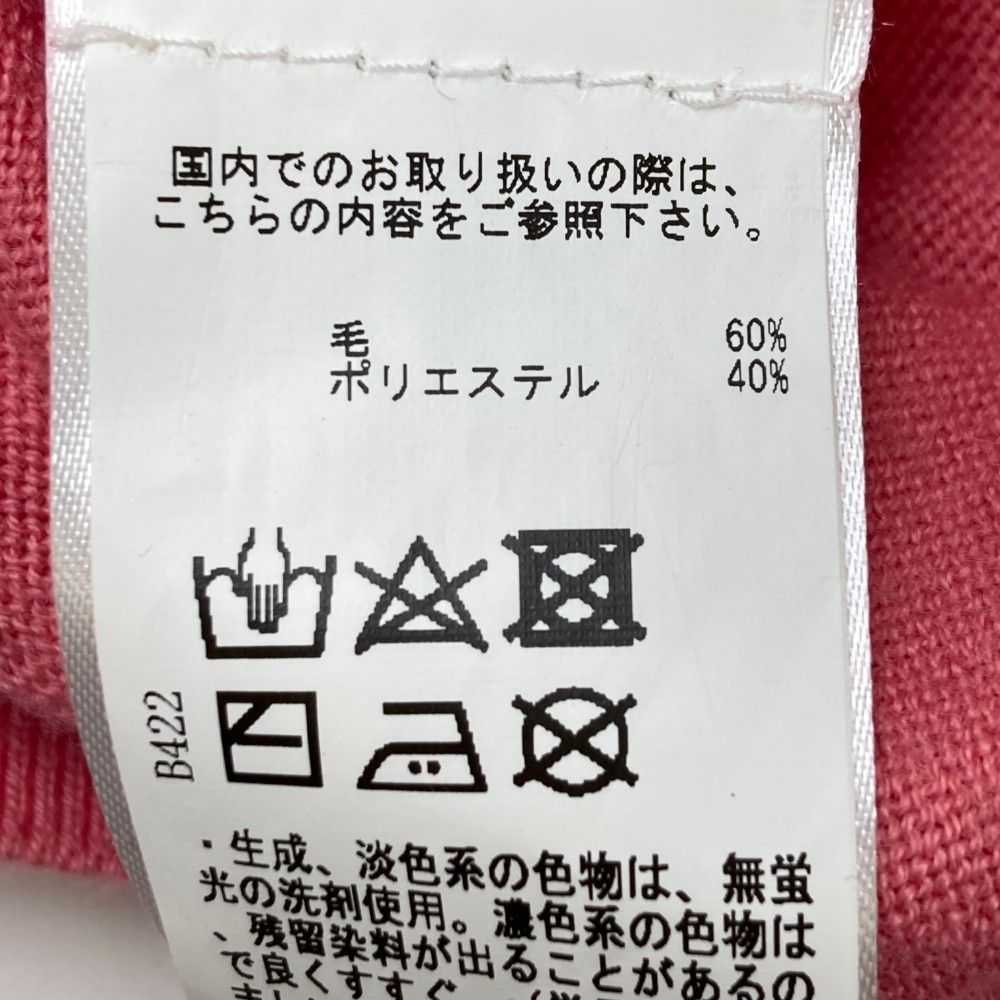 国内でのお取り扱いの際は、
こちらの内容をご参照下さい。
毛 60%
ポリエステル 40%
B422
・生成、淡色系の色物は、無蛍
光の洗剤使用。濃色系の色物は
、残留染料が出ることがあるの
で良くすすぐ